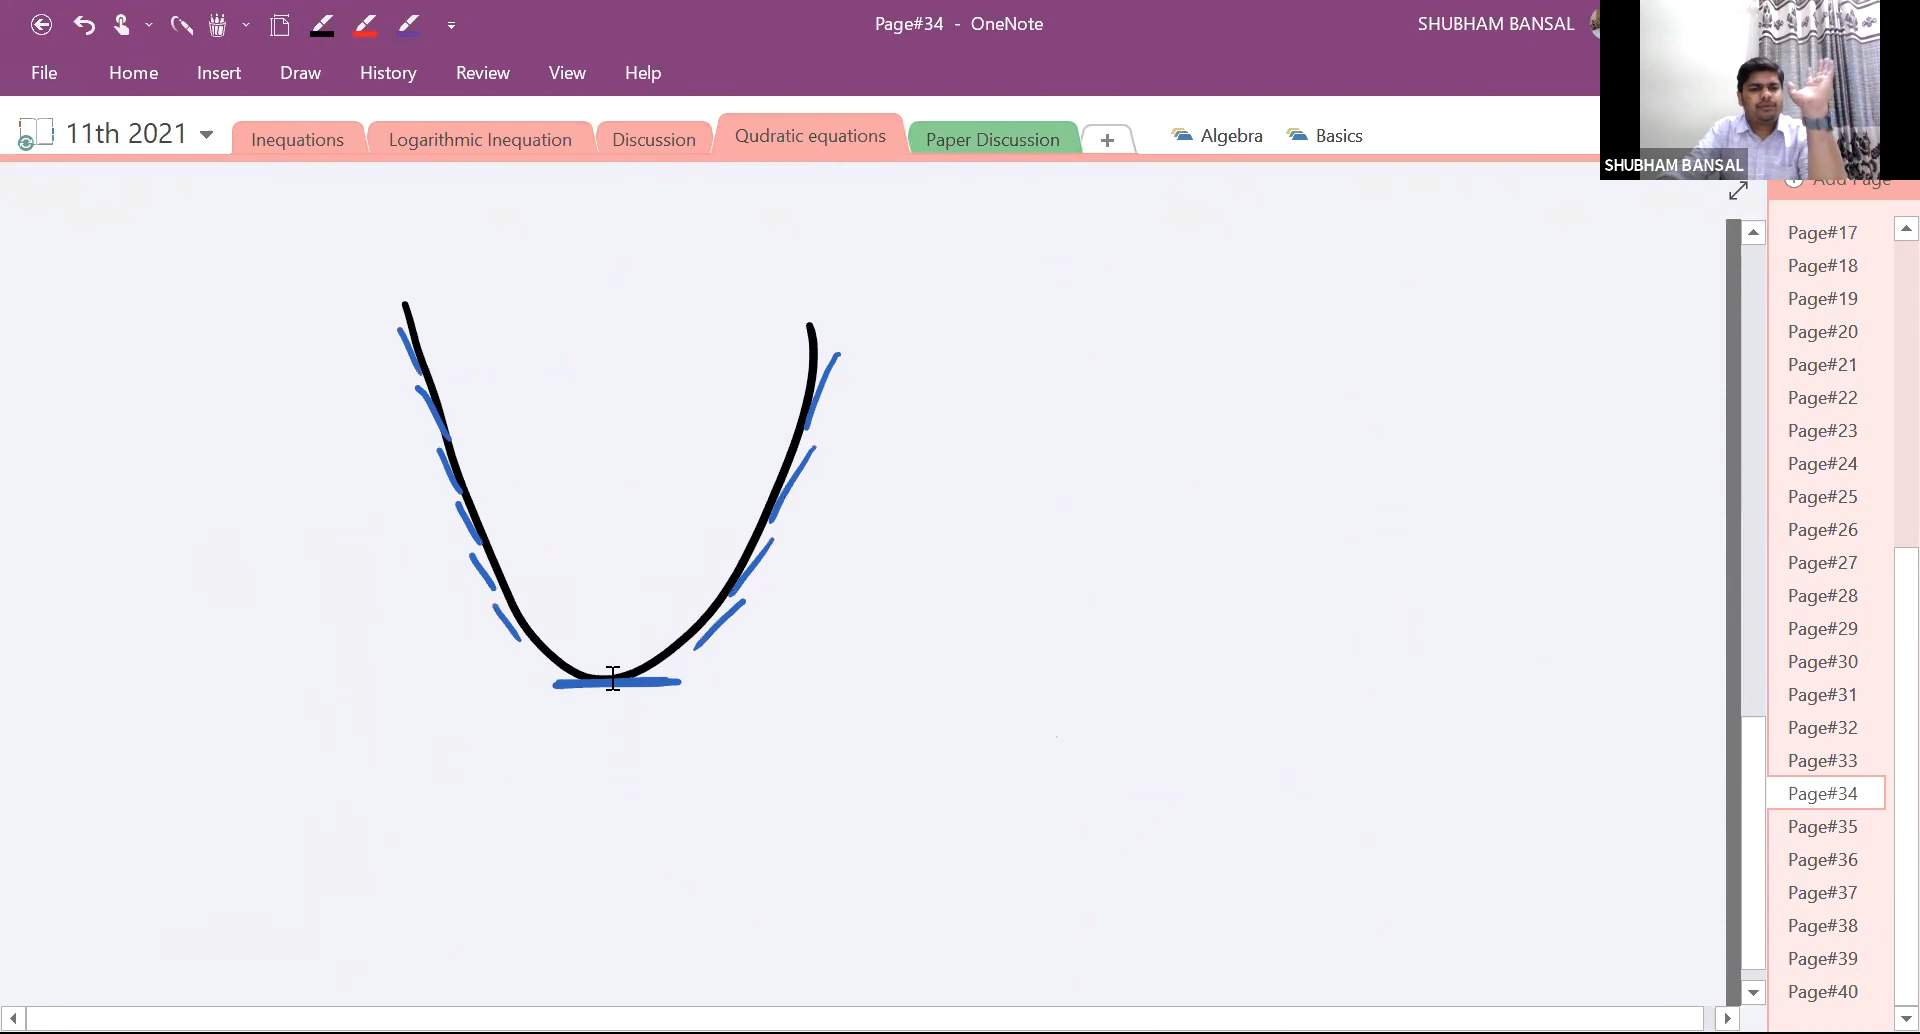 Page#34 - OneNote
SHUBHAM BANSAL
File Home Insert Draw History Review View Help
11th 2021
Inequations
Logarithmic Inequation
Discussion
Qudratic equations
Paper Discussion
Algebra
Basics
SHUBHAM BANSAL
Add Page
Page#17
Page#18
Page#19
Page#20
Page#21
Page#22
Page#23
Page#24
Page#25
Page#26
Page#27
Page#28
Page#29
Page#30
Page#31
Page#32
Page#33
Page#34
Page#35
Page#36
Page#37
Page#38
Page#39
Page#40